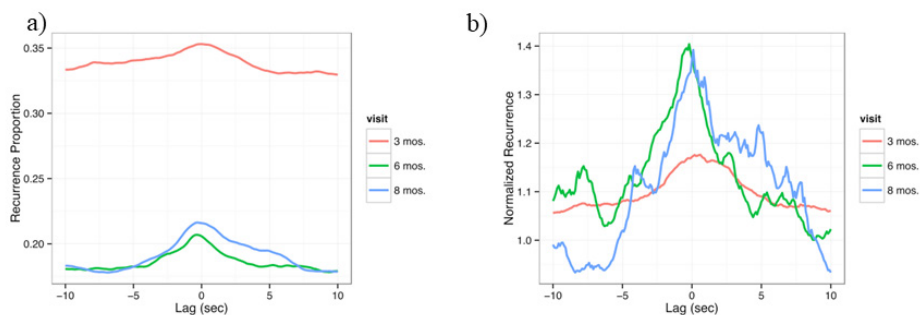 a)
0.35
0.30
0.25
0.20
Recurrence Proportion
-10
-5
0
5
10
Lag (sec)
visit
3 mos.
6 mos.
8 mos.
b)
1.4
1.3
1.2
1.1
1.0
Normalized Recurrence
-10
-5
0
5
10
Lag (sec)
visit
3 mos.
6 mos.
8 mos.